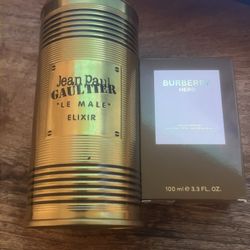 Jean Paul
GAULTIER
"LE MALE"
ELIXIR
BURBERRY
HERO
100 ml e 3.3 FL. OZ.